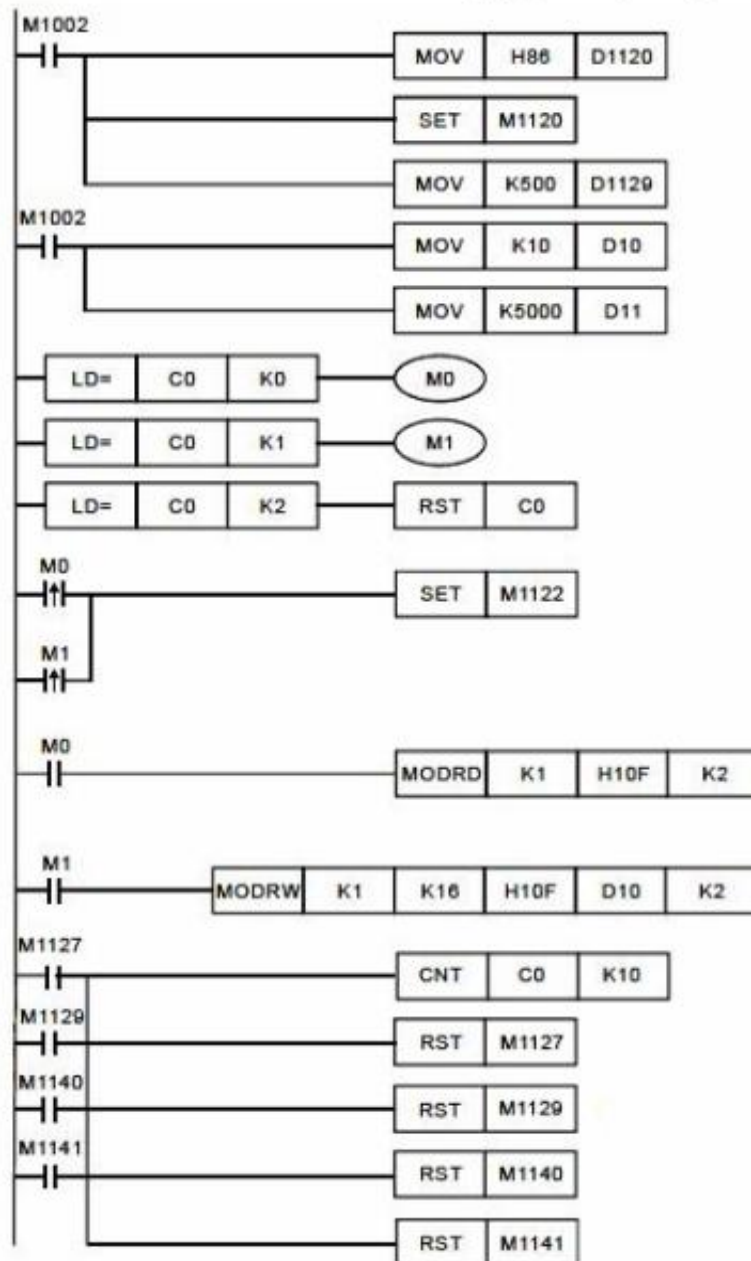 M1002
MOV H86 D1120
SET M1120
MOV K500 D1129
M1002
MOV K10 D10
MOV K5000 D11
LD= C0 K0 M0
LD= C0 K1 M1
LD= C0 K2 RST C0
M0
SET M1122
M1
M0
MODRD K1 H10F K2
M1
MODRW K1 K16 H10F D10 K2
M1127
CNT C0 K10
M1129
RST M1127
M1140
RST M1129
M1141
RST M1140
RST M1141